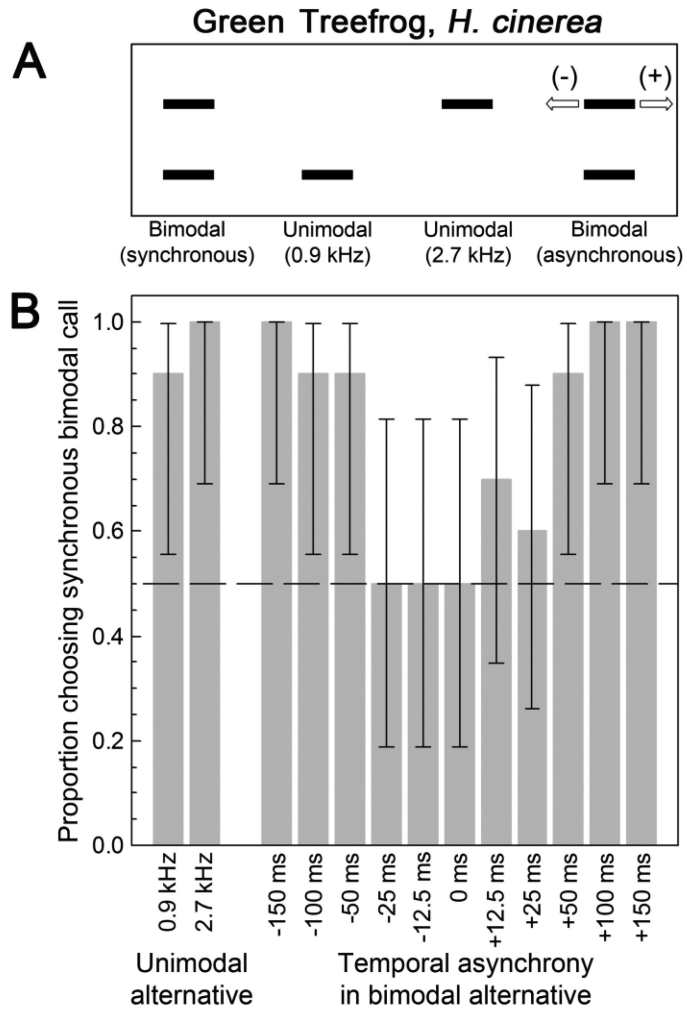 Green Treefrog, H. cinerea
A
(-)
(+)
Bimodal
(synchronous)
Unimodal
(0.9 kHz)
Unimodal
(2.7 kHz)
Bimodal
(asynchronous)
B
Proportion choosing synchronous bimodal call
1.0
0.8
0.6
0.4
0.2
0.0
0.9 kHz
2.7 kHz
-150 ms
-100 ms
-50 ms
-25 ms
-12.5 ms
0 ms
+12.5 ms
+25 ms
+50 ms
+100 ms
+150 ms
Unimodal
alternative
Temporal asynchrony
in bimodal alternative